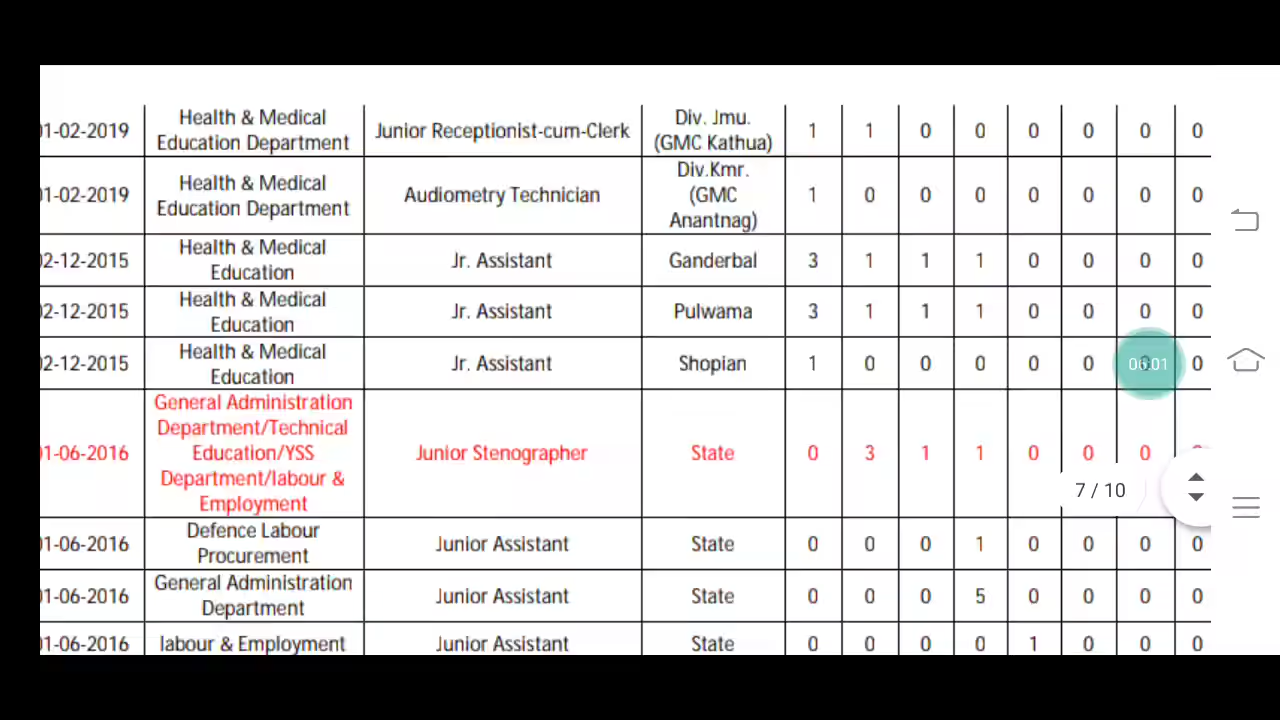 01-02-2019 Health & Medical Education Department Junior Receptionist-cum-Clerk Div. Jmu. (GMC Kathua) 1 1 0 0 0 0 0 0
01-02-2019 Health & Medical Education Department Audiometry Technician Div.Kmr. (GMC Anantnag) 1 0 0 0 0 0 0 0
02-12-2015 Health & Medical Education Jr. Assistant Ganderbal 3 1 1 1 0 0 0 0
02-12-2015 Health & Medical Education Jr. Assistant Pulwama 3 1 1 1 0 0 0 0
02-12-2015 Health & Medical Education Jr. Assistant Shopian 1 0 0 0 0 0 0
06:01
01-06-2016 General Administration Department/Technical Education/YSS Department/labour & Employment Junior Stenographer State 0 3 1 1 0 0 0
7 / 10
01-06-2016 Defence Labour Procurement Junior Assistant State 0 0 0 1 0 0 0 0
01-06-2016 General Administration Department Junior Assistant State 0 0 0 5 0 0 0 0
01-06-2016 labour & Employment Junior Assistant State 0 0 0 0 1 0 0 0